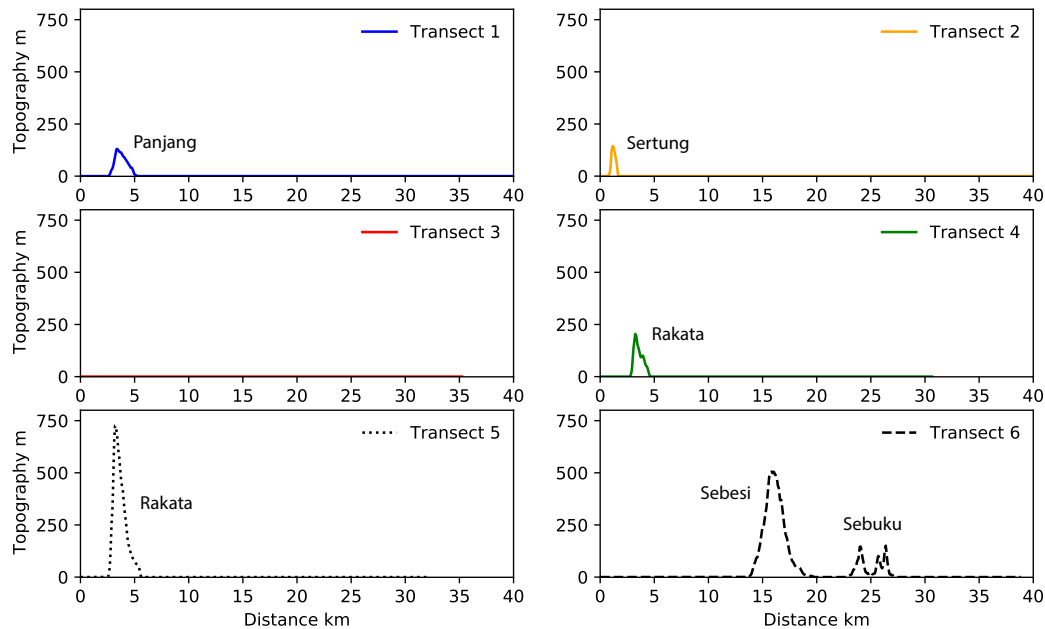 Topography m
750
500
250
0
Transect 1
Panjang
0 5 10 15 20 25 30 35 40
750
500
250
0
Transect 2
Sertung
0 5 10 15 20 25 30 35 40
Topography m
750
500
250
0
Transect 3
0 5 10 15 20 25 30 35 40
750
500
250
0
Transect 4
Rakata
0 5 10 15 20 25 30 35 40
Topography m
750
500
250
0
Transect 5
Rakata
0 5 10 15 20 25 30 35 40
Distance km
750
500
250
0
Transect 6
Sebesi
Sebuku
0 5 10 15 20 25 30 35 40
Distance km